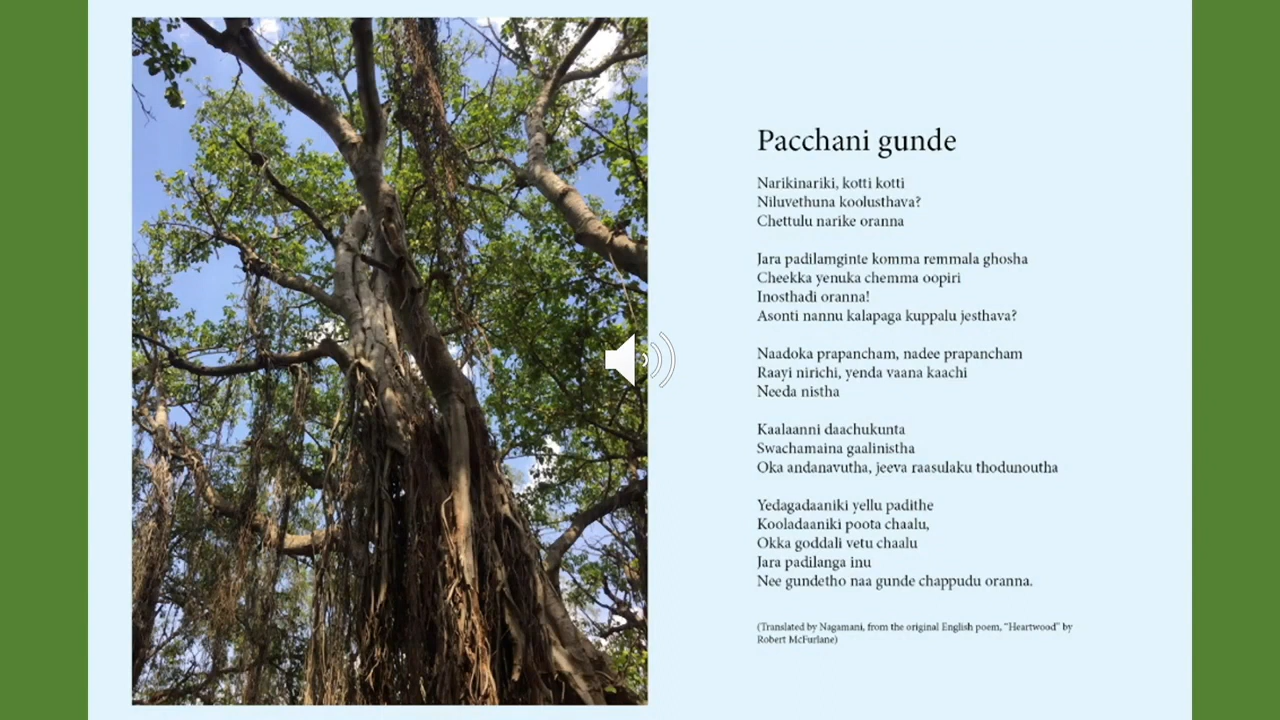 Pacchani gunde
Narikinariki, kotti kotti
Niluvethuna koolusthava?
Chettulu narike oranna
Jara padilamginte komma remmala ghosha
Cheekka yenuka chemma oopiri
Inosthadi oranna!
Asonti nannu kalapaga kuppalu jesthava?
Naadoka prapancham, nadee prapancham
Raayi nirichi, yenda vaana kaachi
Needa nistha
Kaalaanni daachukunta
Swachamaina gaalinistha
Oka andanavutha, jeeva raasulaku thodunoutha
Yedagadaaniki yellu padithe
Kooladaaniki poota chaalu,
Okka goddali vetu chaalu
Jara padilanga inu
Nee gundetho naa gunde chappudu oranna.
(Translated by Nagamani, from the original English poem, "Heartwood" by
Robert McFurlane)